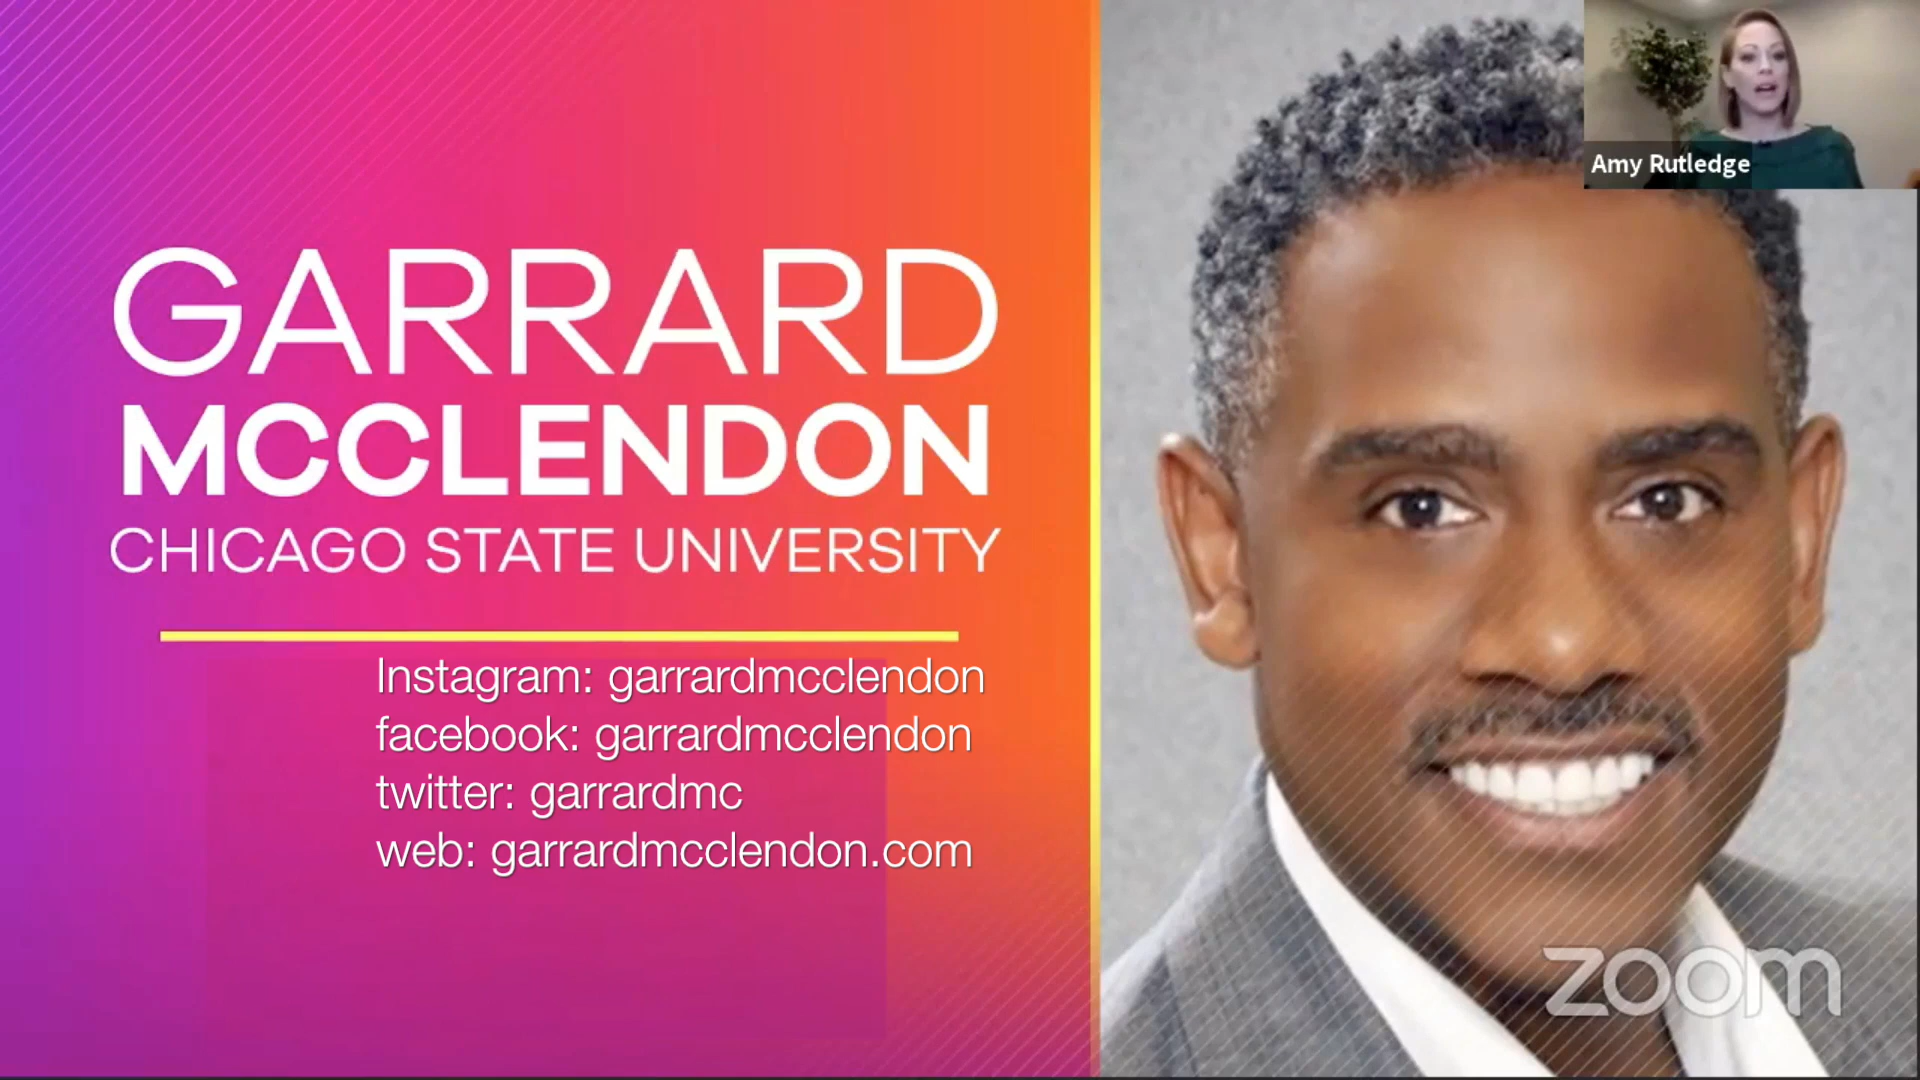 GARRARD
MCCLENDON
CHICAGO STATE UNIVERSITY
Instagram: garrardmcclendon
facebook: garrardmcclendon
twitter: garrardmc
web: garrardmcclendon.com
Amy Rutledge
zoom